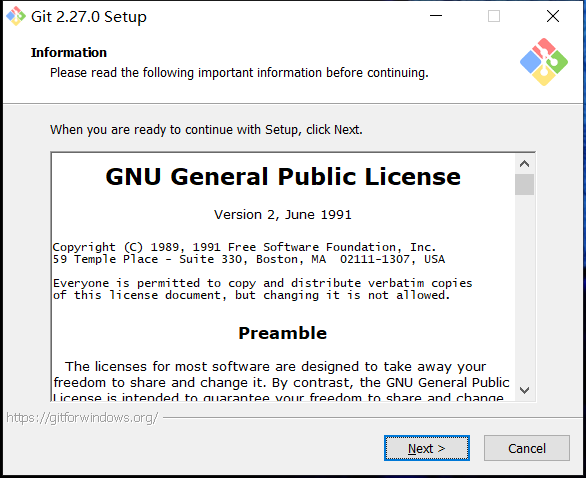 Git 2.27.0 Setup
Information
Please read the following important information before continuing.
When you are ready to continue with Setup, click Next.
GNU General Public License
Version 2, June 1991
Copyright (C) 1989, 1991 Free Software Foundation, Inc.
59 Temple Place - Suite 330, Boston, MA  02111-1307, USA
Everyone is permitted to copy and distribute verbatim copies
of this license document, but changing it is not allowed.
Preamble
The licenses for most software are designed to take away your
freedom to share and change it. By contrast, the GNU General Public
License is intended to guarantee your freedom to share and change
https://gitforwindows.org/
Next >
Cancel